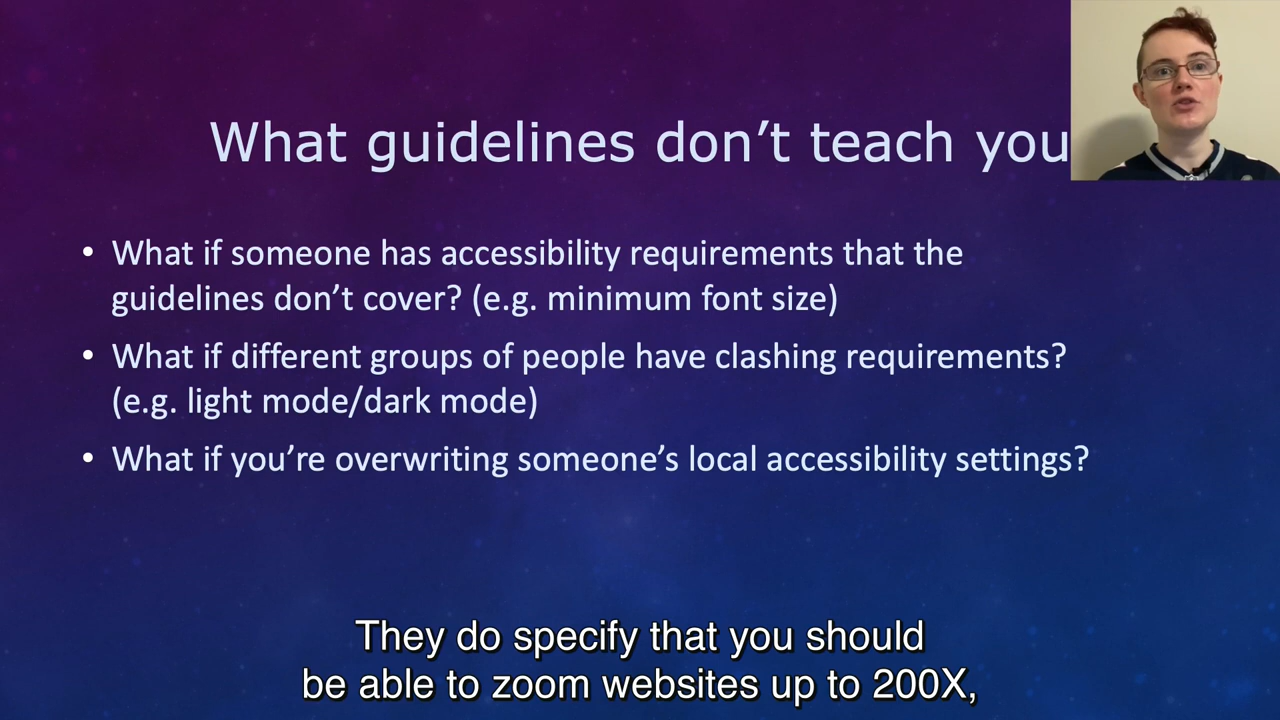 What guidelines don’t teach you
• What if someone has accessibility requirements that the
guidelines don’t cover? (e.g. minimum font size)
• What if different groups of people have clashing requirements?
(e.g. light mode/dark mode)
• What if you’re overwriting someone’s local accessibility settings?
They do specify that you should
be able to zoom websites up to 200X,